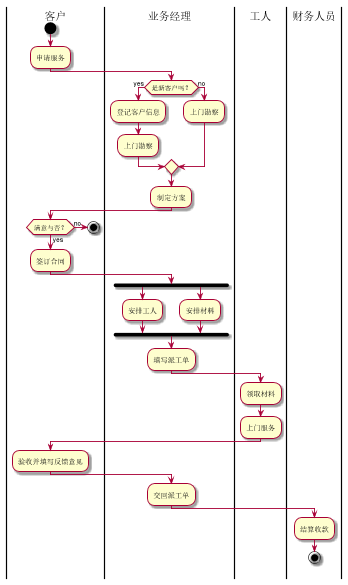 客户 业务经理 工人 财务人员
申请服务
是新客户吗?
yes
no
登记客户信息
上门勘察
上门勘察
制定方案
满意与否?
no
yes
签订合同
安排工人
安排材料
填写派工单
领取材料
上门服务
验收并填写反馈意见
交回派工单
结算收款